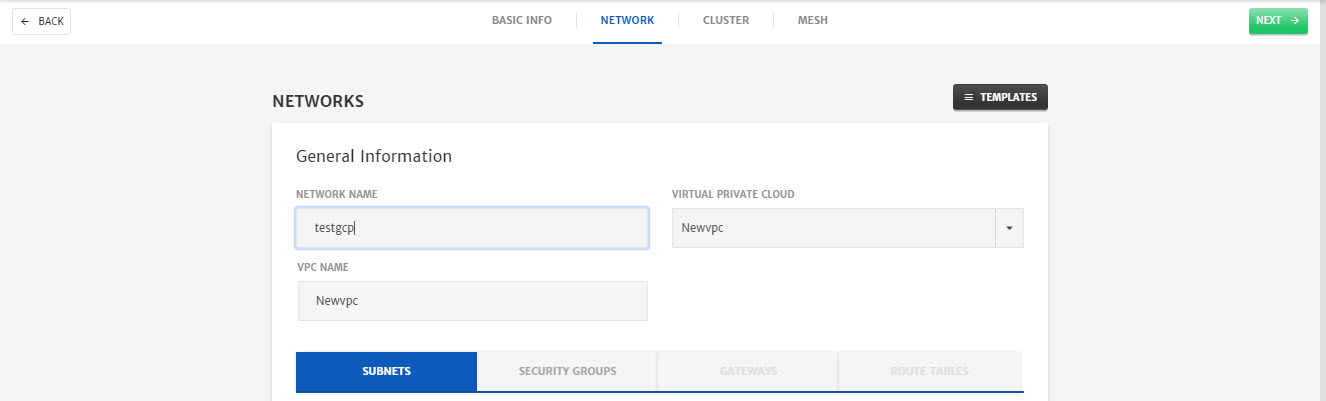 BACK
BASIC INFO
NETWORK
CLUSTER
MESH
NEXT
NETWORKS
TEMPLATES
General Information
NETWORK NAME
VIRTUAL PRIVATE CLOUD
testgcp
Newvpc
VPC NAME
Newvpc
SUBNETS
SECURITY GROUPS
GATEWAYS
ROUTE TABLES